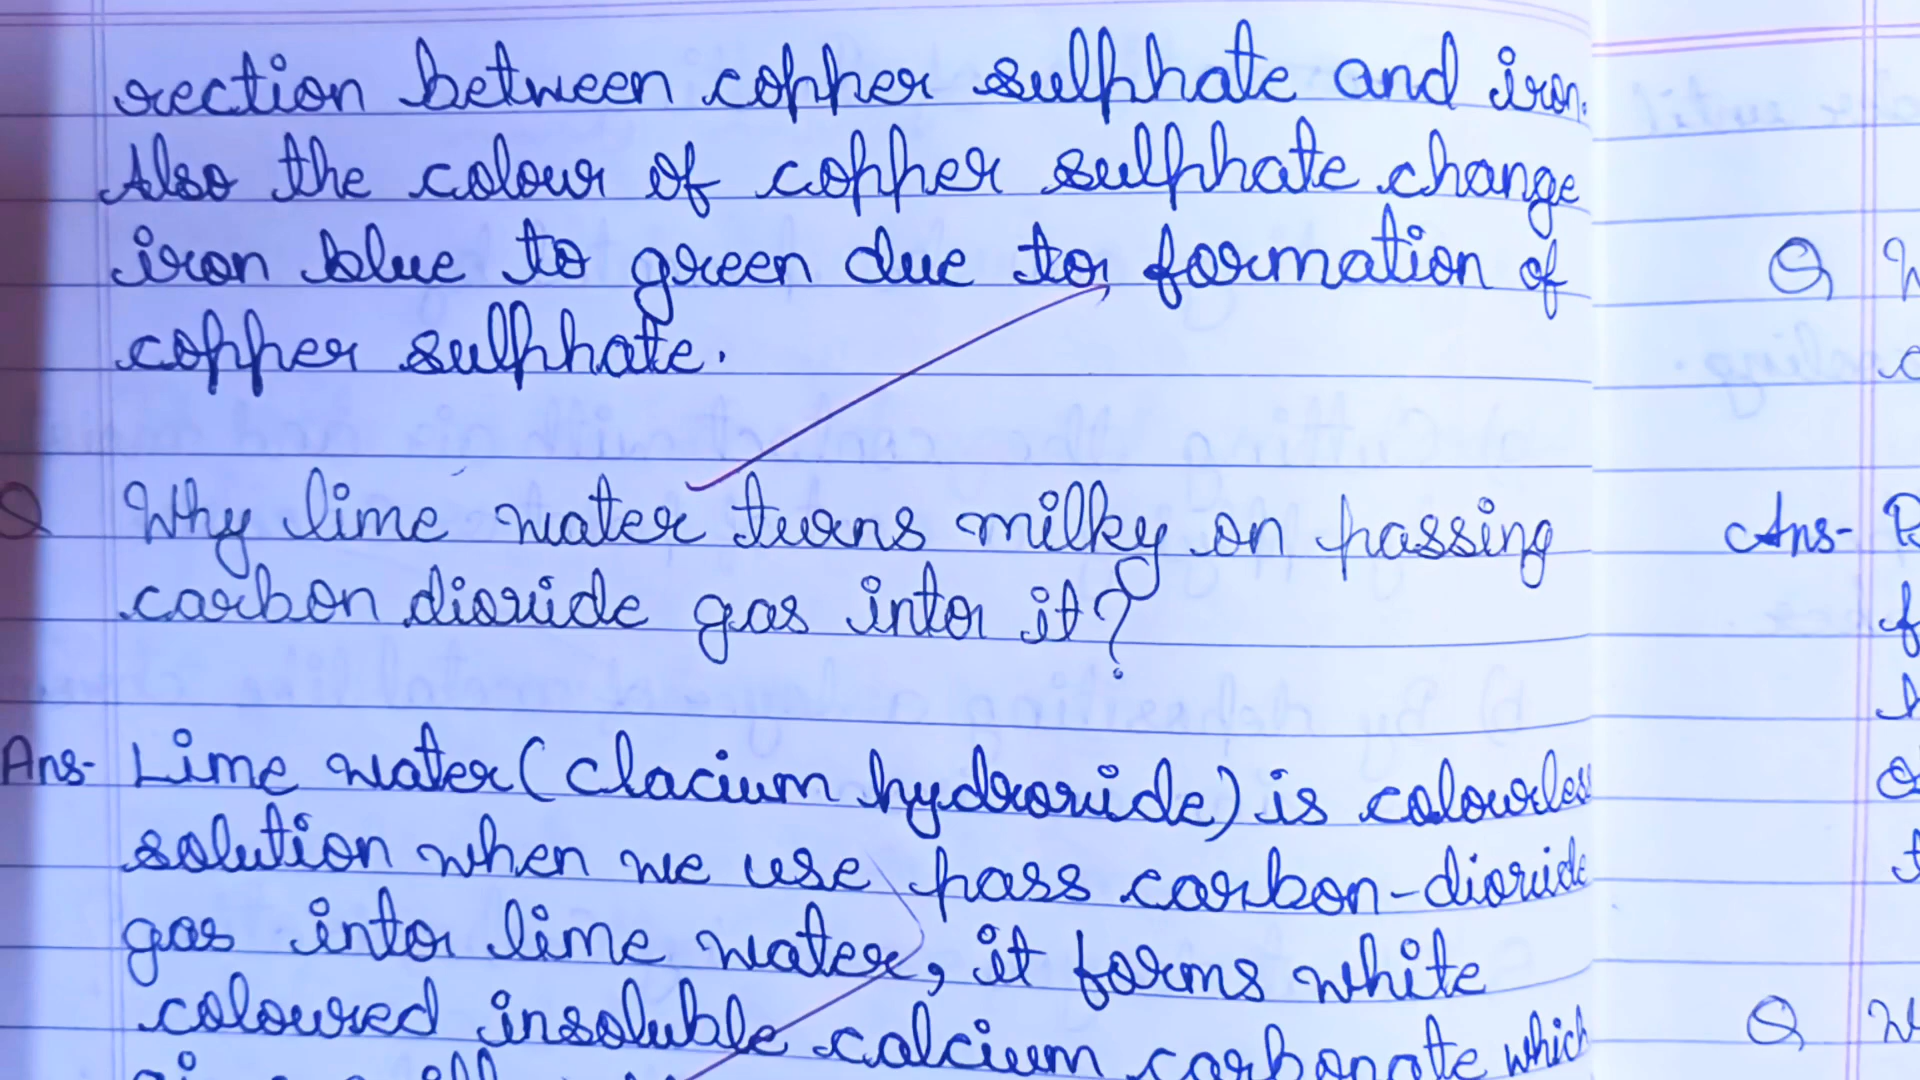 rection between copper sulphate and iron.
Also the colour of copper sulphate change
iron blue to green due to formation of
copper sulphate.
Q Why lime water turns milky on passing
carbon dioxide gas into it?
Ans- Lime water (clacium hydroxide) is colourless
solution when we use pass carbon-dioxide
gas into lime water, it forms white
coloured insoluble calcium carbonate which
Q
Ans-
Q